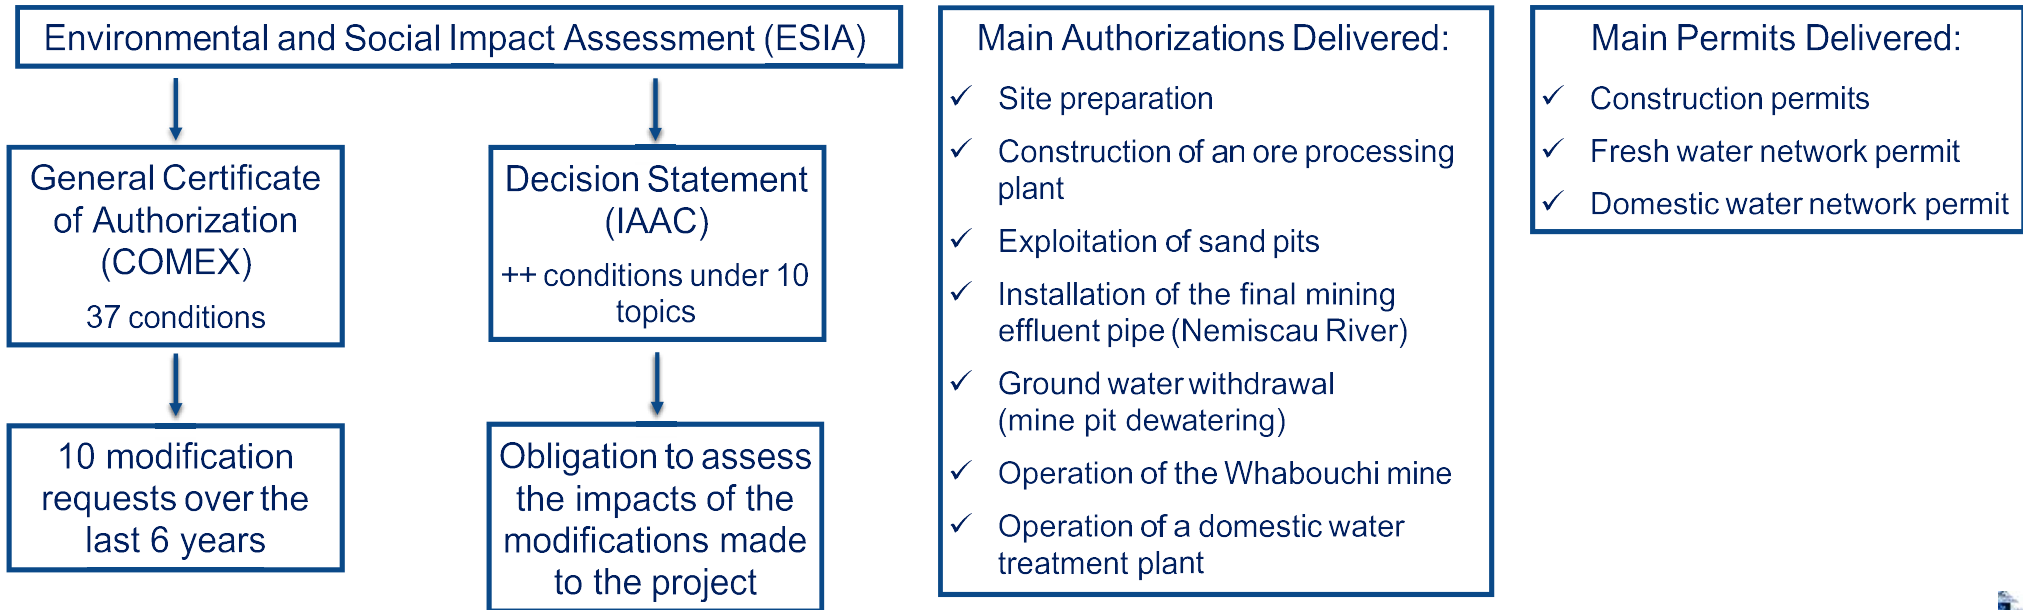 Environmental and Social Impact Assessment (ESIA)
General Certificate
of Authorization
(COMEX)
37 conditions
10 modification
requests over the
last 6 years
Decision Statement
(IAAC)
++ conditions under 10
topics
Obligation to assess
the impacts of the
modifications made
to the project
Main Authorizations Delivered:
✓ Site preparation
✓ Construction of an ore processing
plant
✓ Exploitation of sand pits
✓ Installation of the final mining
effluent pipe (Nemiscau River)
✓ Ground water withdrawal
(mine pit dewatering)
✓ Operation of the Whabouchi mine
✓ Operation of a domestic water
treatment plant
Main Permits Delivered:
✓ Construction permits
✓ Fresh water network permit
✓ Domestic water network permit